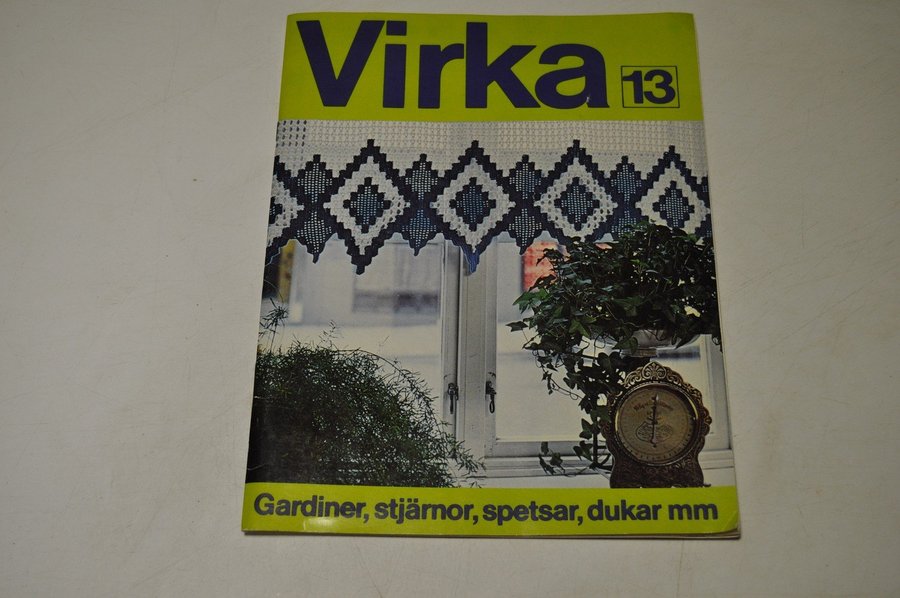 Virka
13
Gardiner, stjärnor, spetsar, dukar mm